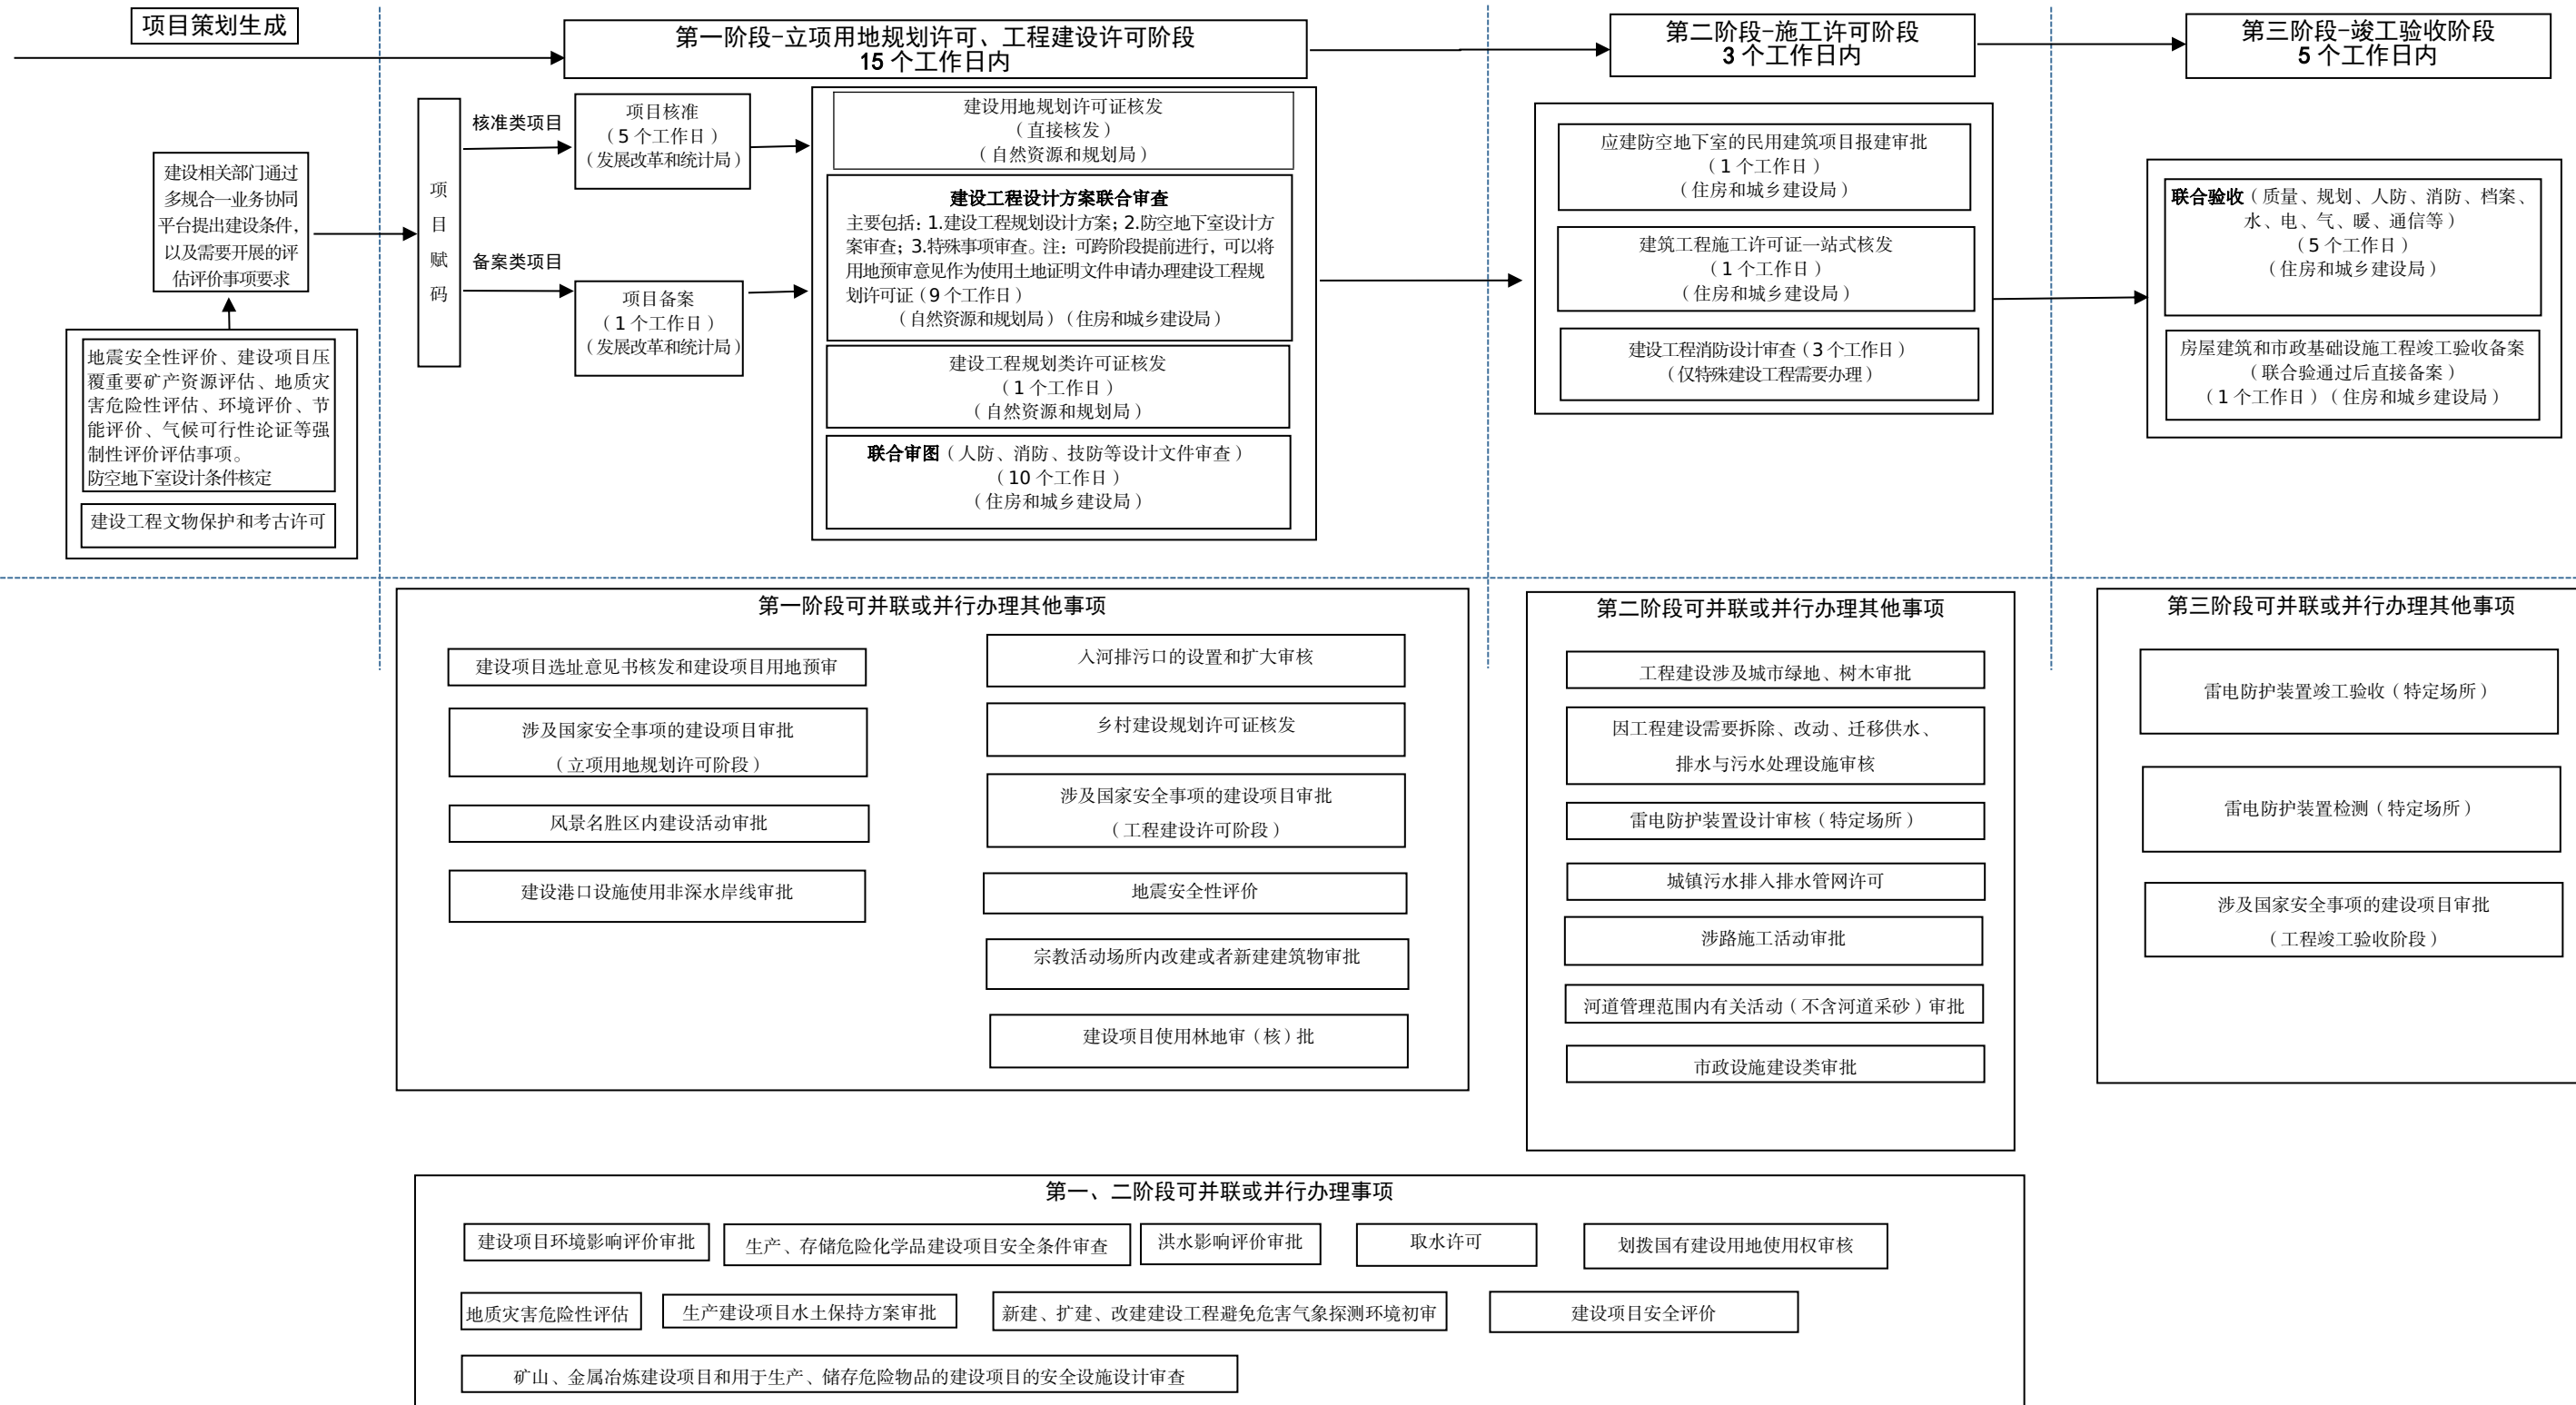 项目策划生成
第一阶段-立项用地规划许可、工程建设许可阶段
15 个工作日内
第二阶段-施工许可阶段
3 个工作日内
第三阶段-竣工验收阶段
5 个工作日内
建设相关部门通过
多规合一业务协同
平台提出建设条件，
以及需要开展的评
估评价事项要求
地震安全性评价、建设项目压
覆重要矿产资源评估、地质灾
害危险性评估、环境评价、节
能评价、气候可行性论证等强
制性评价评估事项。
防空地下室设计条件核定
建设工程文物保护和考古许可
项
目
赋
码
核准类项目
备案类项目
项目核准
（5 个工作日）
（发展改革和统计局）
项目备案
（1 个工作日）
（发展改革和统计局）
建设用地规划许可证核发
（直接核发）
（自然资源和规划局）
建设工程设计方案联合审查
主要包括：1.建设工程规划设计方案；2.防空地下室设计方
案审查；3.特殊事项审查。注：可跨阶段提前进行，可以将
用地预审意见作为使用土地证明文件申请办理建设工程规
划许可证（9 个工作日）
（自然资源和规划局）（住房和城乡建设局）
建设工程规划类许可证核发
（1 个工作日）
（自然资源和规划局）
联合审图（人防、消防、技防等设计文件审查）
（10 个工作日）
（住房和城乡建设局）
应建防空地下室的民用建筑项目报建审批
（1 个工作日）
（住房和城乡建设局）
建筑工程施工许可证一站式核发
（1 个工作日）
（住房和城乡建设局）
建设工程消防设计审查（3 个工作日）
（仅特殊建设工程需要办理）
联合验收（质量、规划、人防、消防、档案、
水、电、气、暖、通信等）
（5 个工作日）
（住房和城乡建设局）
房屋建筑和市政基础设施工程竣工验收备案
（联合验通过后直接备案）
（1 个工作日）（住房和城乡建设局）
第一阶段可并联或并行办理其他事项
建设项目选址意见书核发和建设项目用地预审
涉及国家安全事项的建设项目审批
（立项用地规划许可阶段）
风景名胜区内建设活动审批
建设港口设施使用非深水岸线审批
入河排污口的设置和扩大审核
乡村建设规划许可证核发
涉及国家安全事项的建设项目审批
（工程建设许可阶段）
地震安全性评价
宗教活动场所内改建或者新建建筑物审批
建设项目使用林地审（核）批
第二阶段可并联或并行办理其他事项
工程建设涉及城市绿地、树木审批
因工程建设需要拆除、改动、迁移供水、
排水与污水处理设施审核
雷电防护装置设计审核（特定场所）
城镇污水排入排水管网许可
涉路施工活动审批
河道管理范围内有关活动（不含河道采砂）审批
市政设施建设类审批
第三阶段可并联或并行办理其他事项
雷电防护装置竣工验收（特定场所）
雷电防护装置检测（特定场所）
涉及国家安全事项的建设项目审批
（工程竣工验收阶段）
第一、二阶段可并联或并行办理事项
建设项目环境影响评价审批
生产、存储危险化学品建设项目安全条件审查
洪水影响评价审批
取水许可
划拨国有建设用地使用权审核
地质灾害危险性评估
生产建设项目水土保持方案审批
新建、扩建、改建建设工程避免危害气象探测环境初审
建设项目安全评价
矿山、金属冶炼建设项目和用于生产、储存危险物品的建设项目的安全设施设计审查